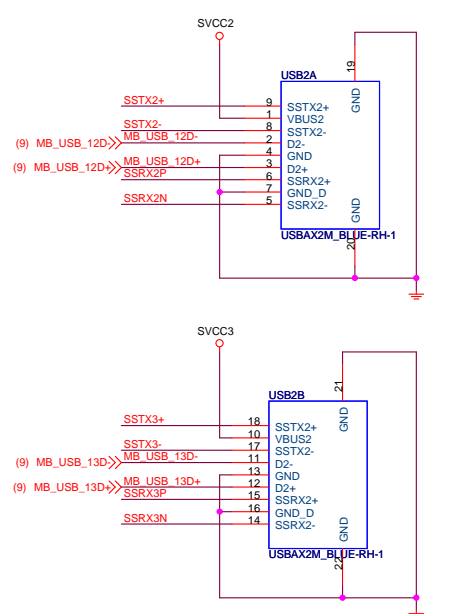 SVCC2
19
USB2A
GND
SSTX2+ 9 SSTX2+
1 VBUS2
SSTX2- 8 SSTX2-
(9) MB_USB_12D- MB_USB_12D- 2 D2-
4 GND
(9) MB_USB_12D+ MB_USB_12D+ 3 D2+
SSRX2P 6 SSRX2+
7 GND_D
SSRX2N 5 SSRX2-
GND
USBAX2M_BLUE-RH-1
20
SVCC3
21
USB2B
GND
SSTX3+ 18 SSTX2+
10 VBUS2
SSTX3- 17 SSTX2-
(9) MB_USB_13D- MB_USB_13D- 11 D2-
13 GND
(9) MB_USB_13D+ MB_USB_13D+ 12 D2+
SSRX3P 15 SSRX2+
16 GND_D
SSRX3N 14 SSRX2-
GND
USBAX2M_BLUE-RH-1
22